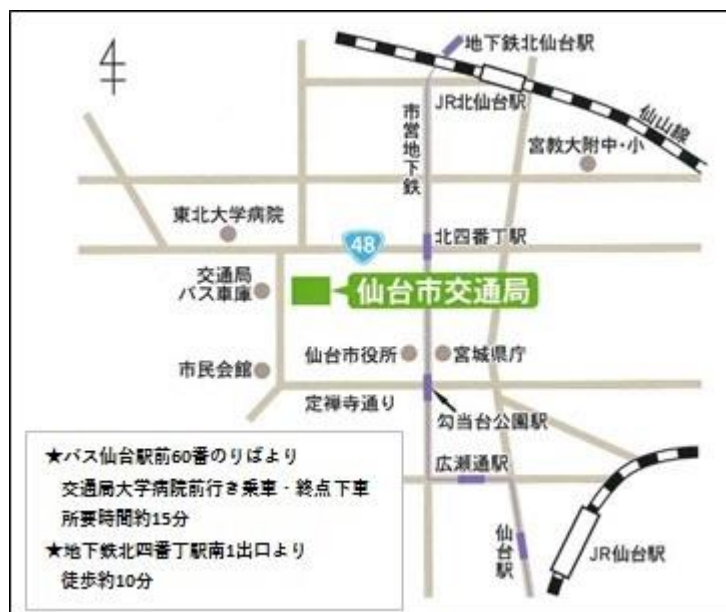 地下鉄北仙台駅
JR北仙台駅
仙山線
市営地下鉄
宮教大附中・小
東北大学病院
48
北四番丁駅
交通局
バス車庫
仙台市交通局
仙台市役所
宮城県庁
市民会館
定禅寺通り
勾当台公園駅
広瀬通駅
仙台駅
JR仙台駅
★バス仙台駅前60番のりばより
交通局大学病院前行き乗車・終点下車
所要時間約15分
★地下鉄北四番丁駅南1出口より
徒歩約10分